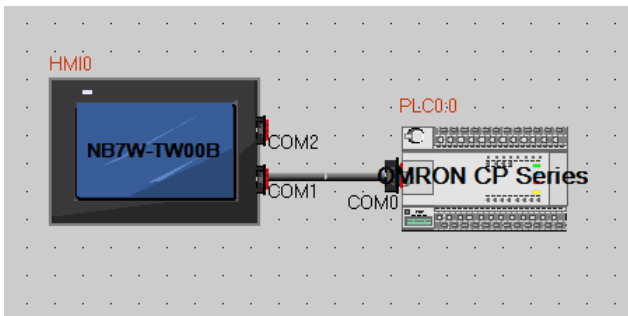 HMI0
PLC0:0
NB7W-TW00B
COM2
OMRON CP Series
COM1
COM0